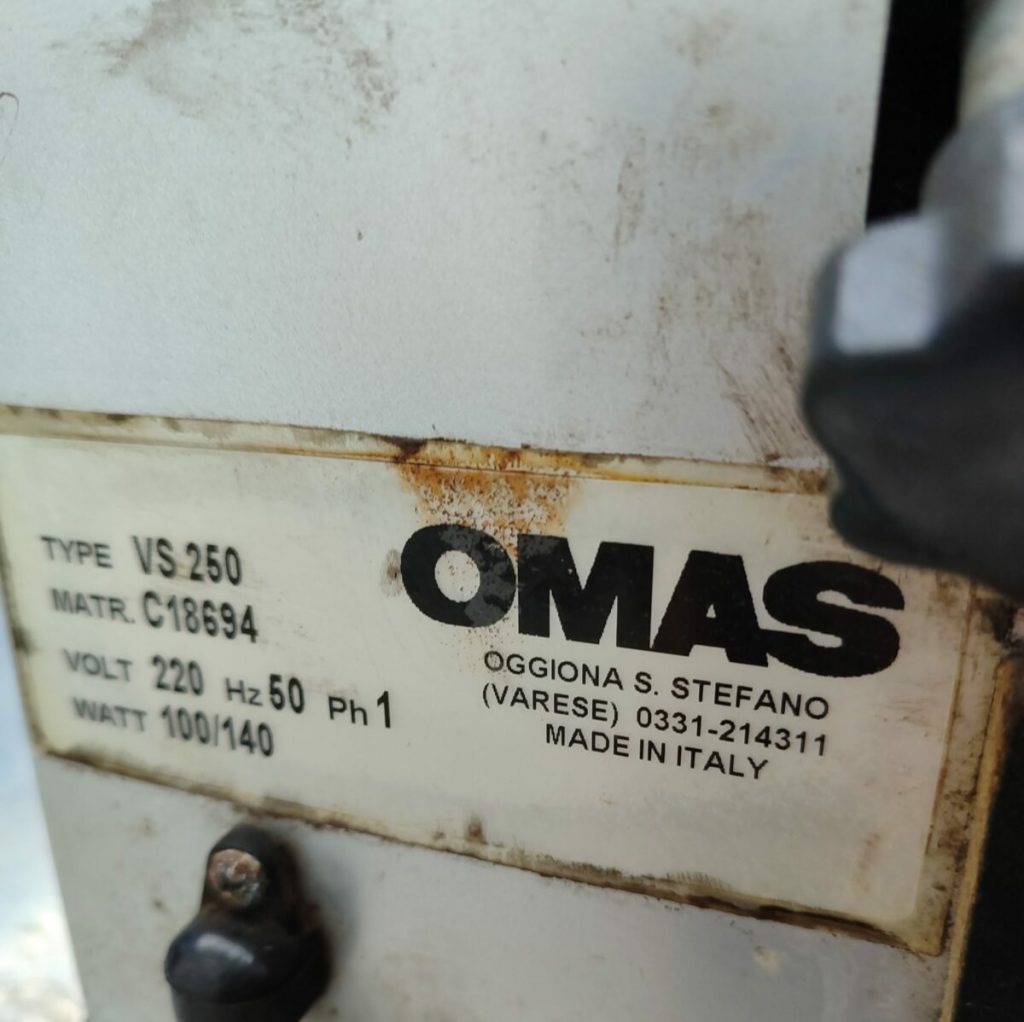 TYPE VS 250
MATR. C18694
VOLT 220 Hz 50 Ph 1
WATT 100/140
OMAS
OGGIONA S. STEFANO
(VARESE) 0331-214311
MADE IN ITALY